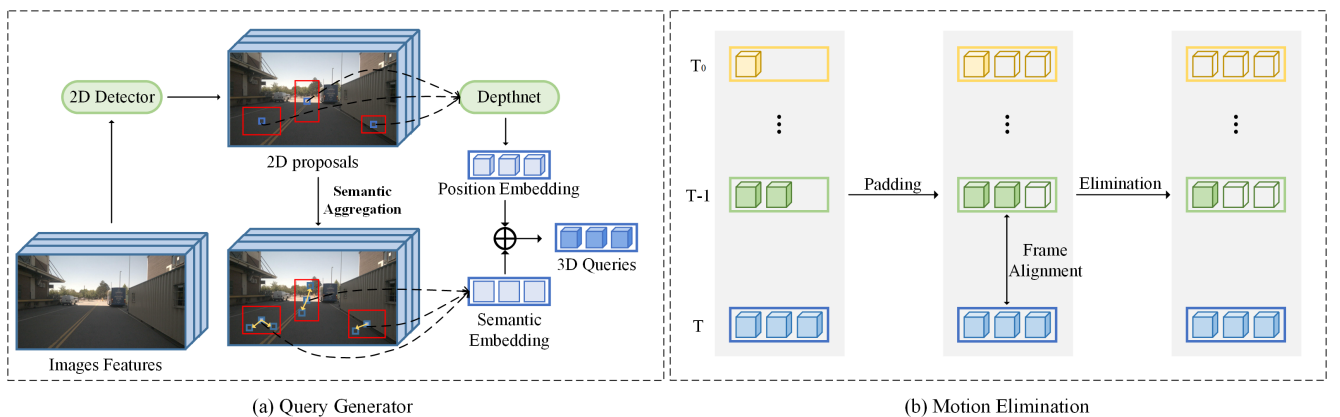 2D Detector
2D proposals
Depthnet
Position Embedding
Semantic
Aggregation
3D Queries
Semantic
Embedding
Images Features
(a) Query Generator
T0
T-1
T
Padding
Elimination
Frame
Alignment
(b) Motion Elimination